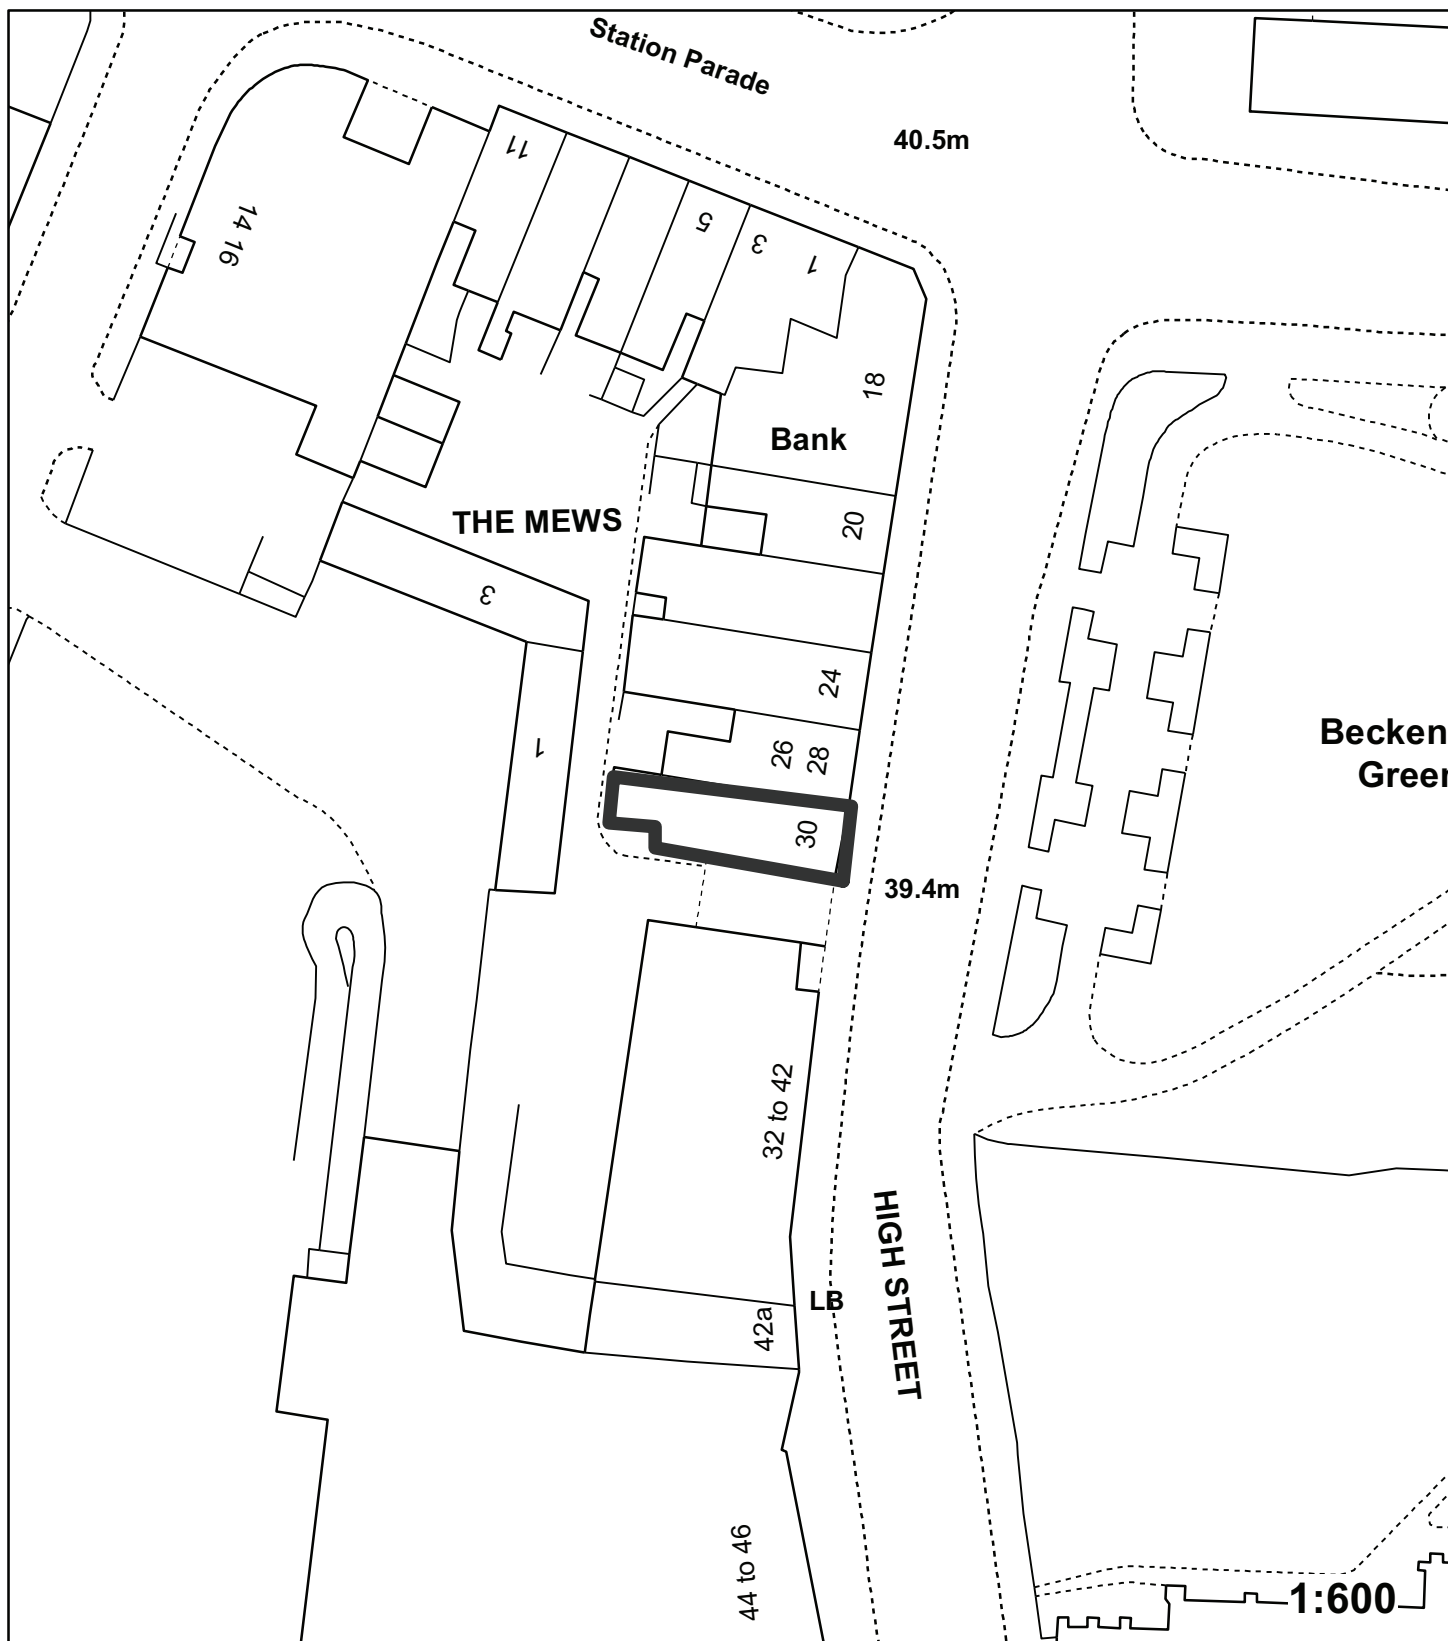 Station Parade
40.5m
11
5
3
1
14 16
18
Bank
20
THE MEWS
3
24
1
26
28
Becken
Green
30
39.4m
32 to 42
HIGH STREET
LB
42a
44 to 46
1:600